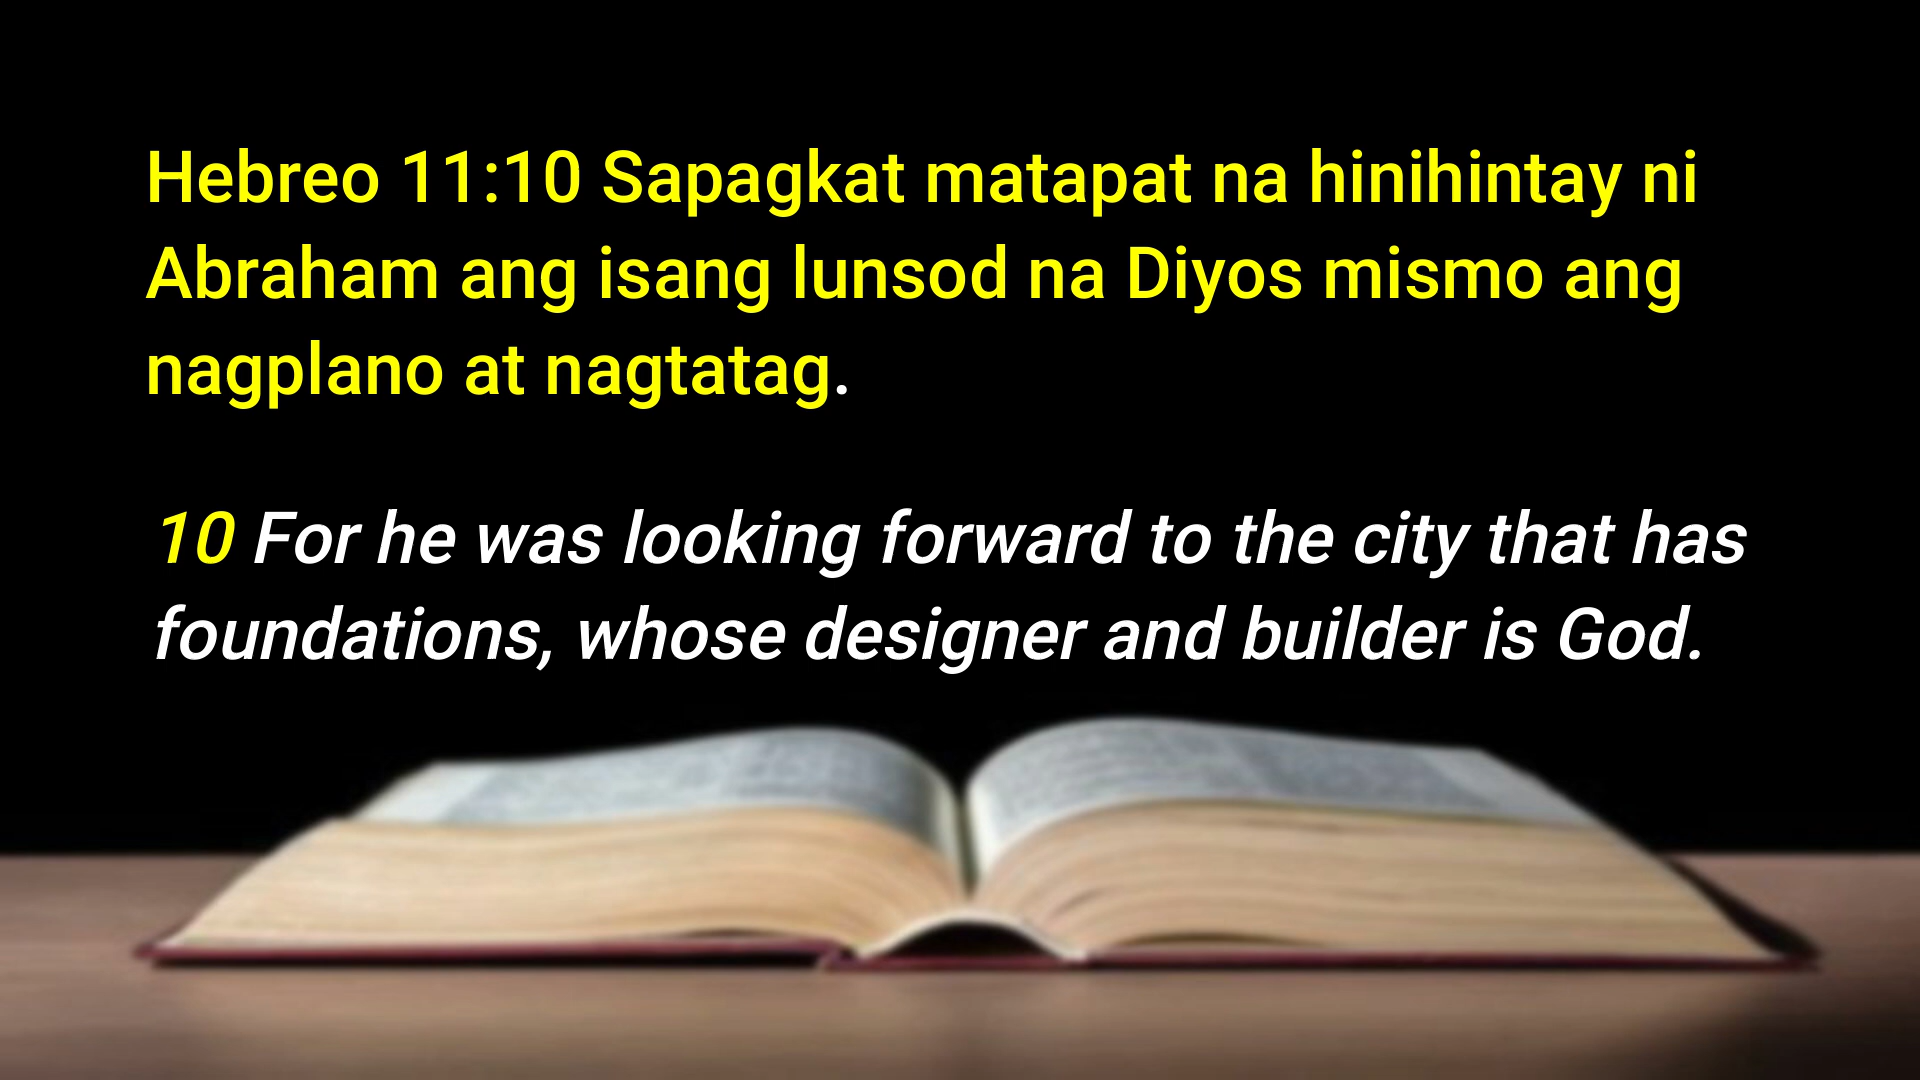 Hebreo 11:10 Sapagkat matapat na hinihintay ni
Abraham ang isang lunsod na Diyos mismo ang
nagplano at nagtatag.
10 For he was looking forward to the city that has
foundations, whose designer and builder is God.